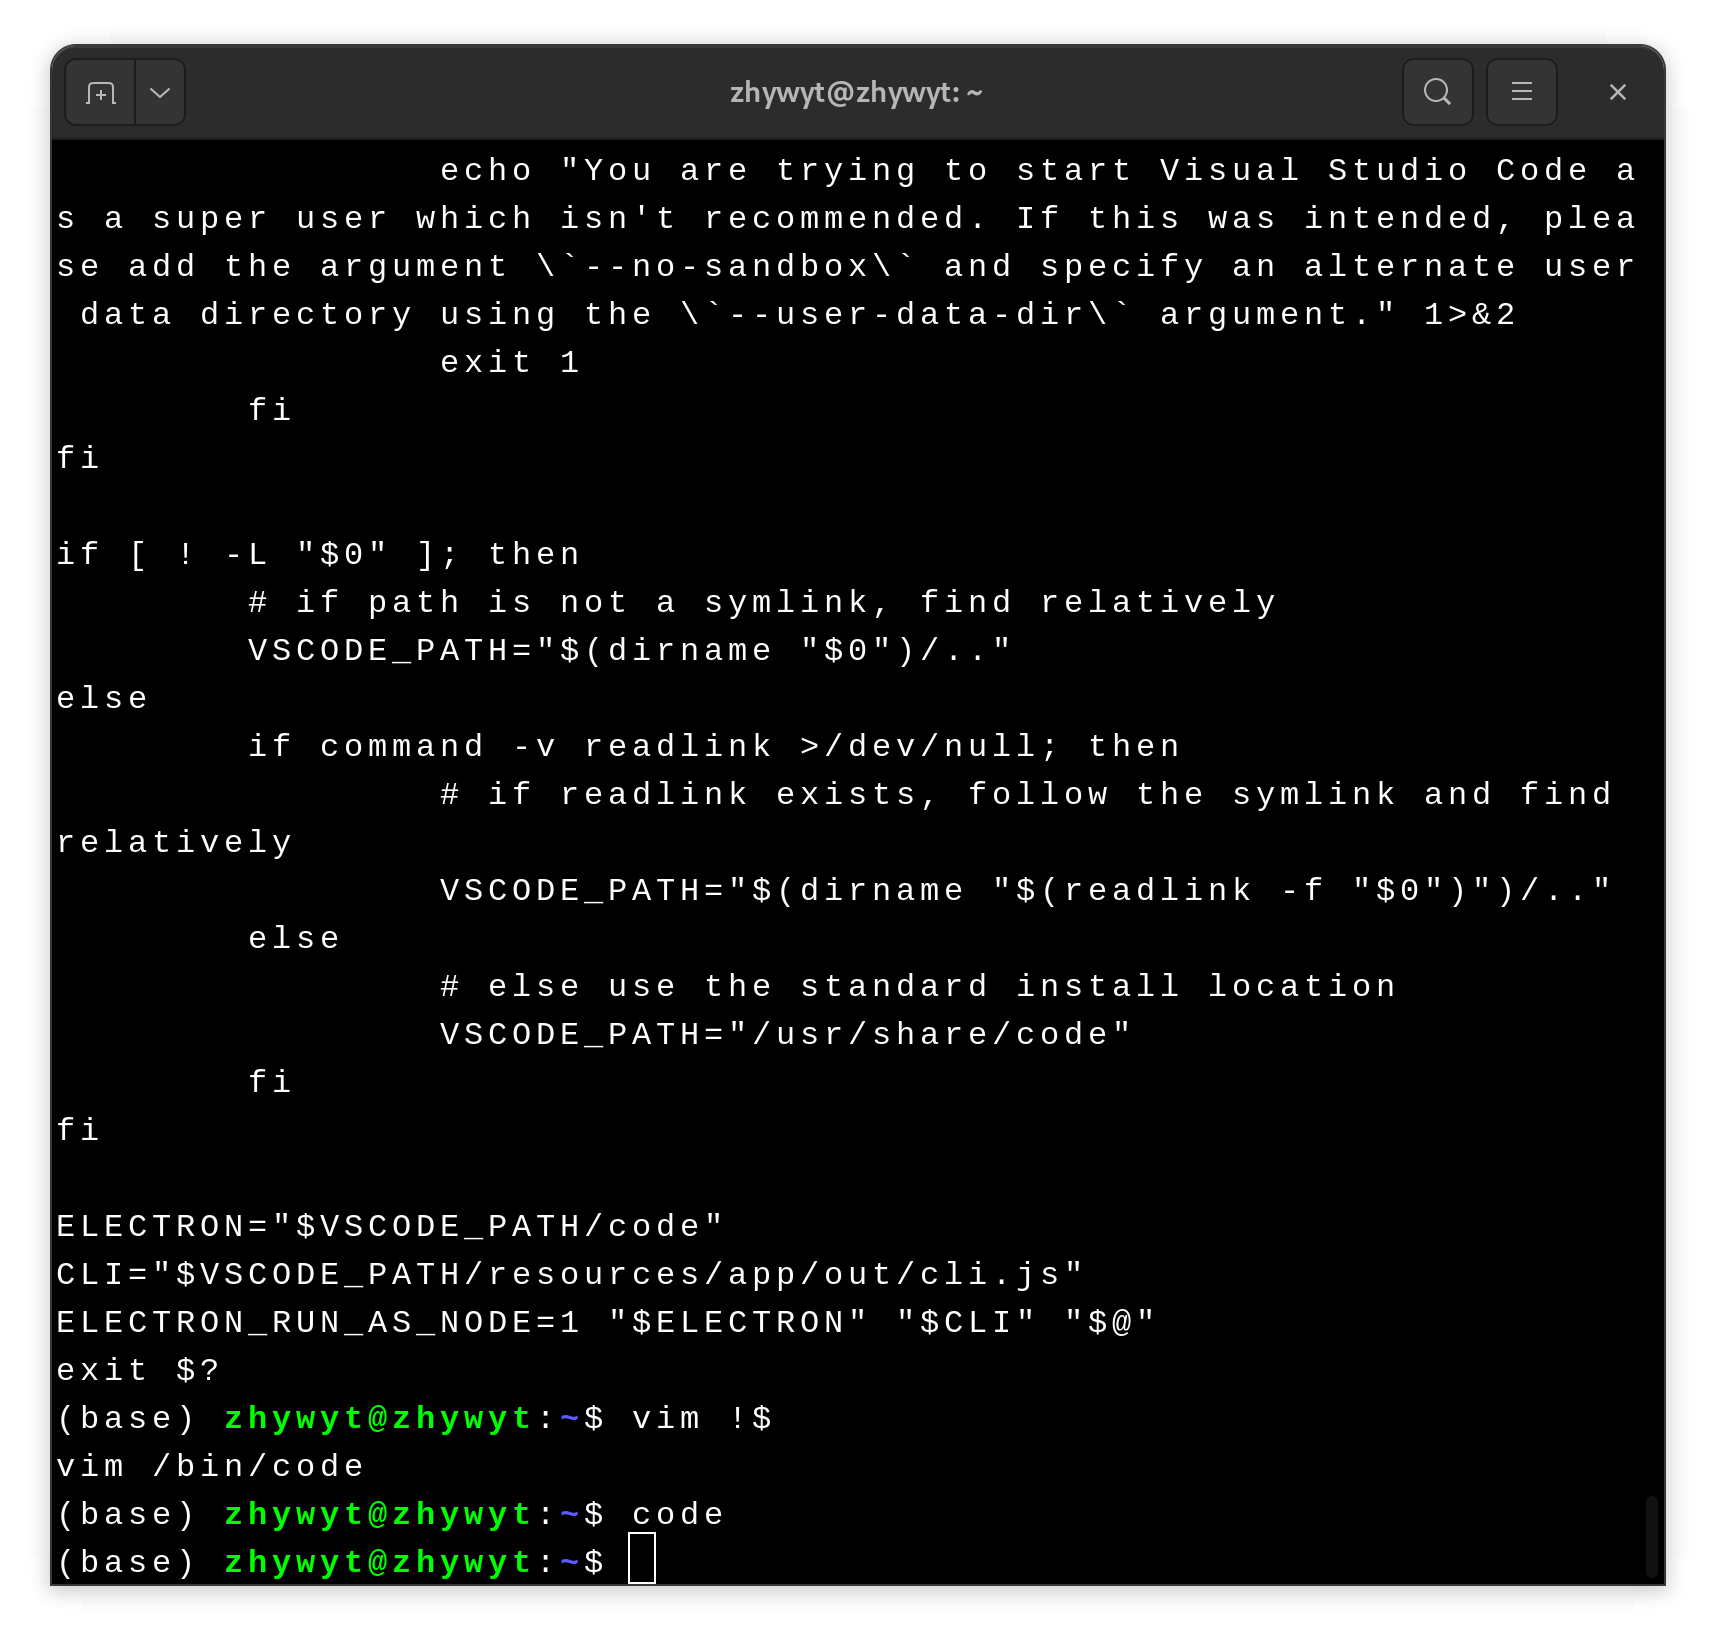 zhywyt@zhywyt: ~
                echo "You are trying to start Visual Studio Code a
s a super user which isn't recommended. If this was intended, plea
se add the argument \`--no-sandbox\` and specify an alternate user
 data directory using the \`--user-data-dir\` argument." 1>&2
                exit 1
        fi
fi

if [ ! -L "$0" ]; then
        # if path is not a symlink, find relatively
        VSCODE_PATH="$(dirname "$0")/.."
else
        if command -v readlink >/dev/null; then
                # if readlink exists, follow the symlink and find
relatively
                VSCODE_PATH="$(dirname "$(readlink -f "$0")")/.."
        else
                # else use the standard install location
                VSCODE_PATH="/usr/share/code"
        fi
fi

ELECTRON="$VSCODE_PATH/code"
CLI="$VSCODE_PATH/resources/app/out/cli.js"
ELECTRON_RUN_AS_NODE=1 "$ELECTRON" "$CLI" "$@"
exit $?
(base) zhywyt@zhywyt:~$ vim !$
vim /bin/code
(base) zhywyt@zhywyt:~$ code
(base) zhywyt@zhywyt:~$